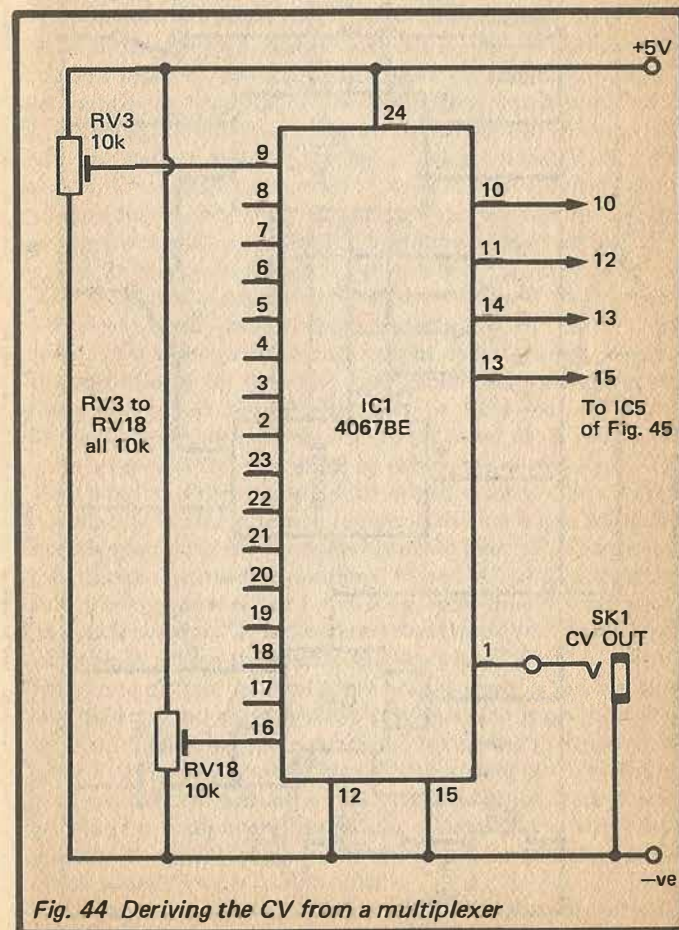 +5V
RV3
10k
24
9
8
7
6
5
4
3
2
23
22
21
20
19
18
17
16
10
10
11
12
14
13
13
15
To IC5
of Fig. 45
RV3 to
RV18
all 10k
IC1
4067BE
SK1
CV OUT
1
RV18
10k
12
15
−ve
Fig. 44 Deriving the CV from a multiplexer